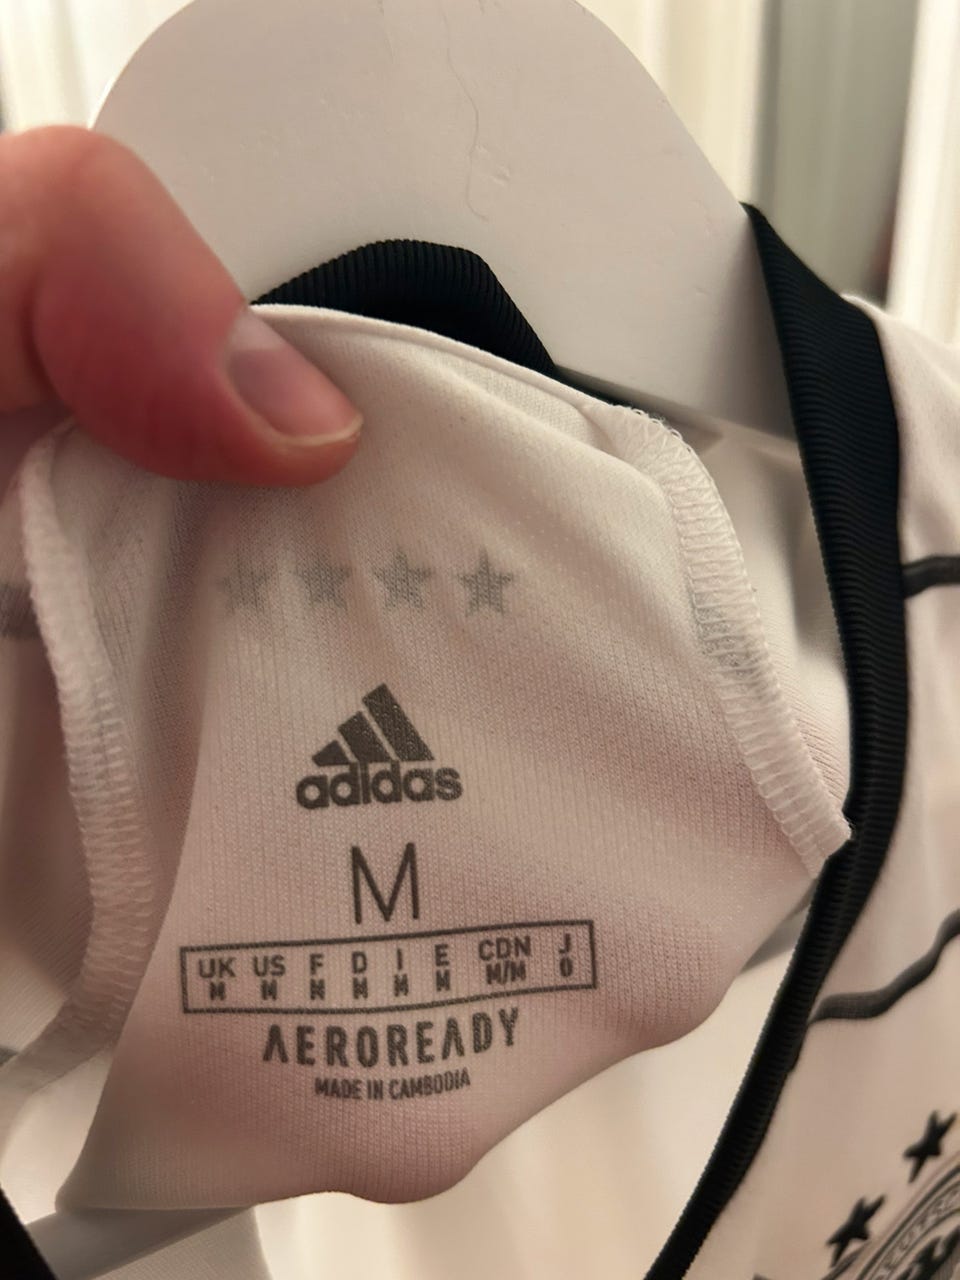 adidas
M
UK US F D I E CDN J
M M M M M M M/M O
AEROREADY
MADE IN CAMBODIA